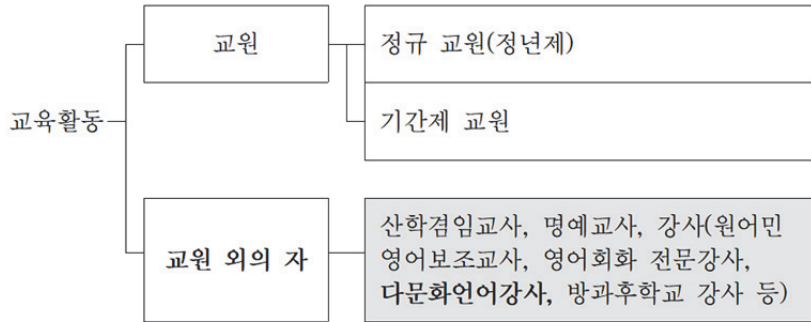 교원
정규 교원(정년제)
교육활동
기간제 교원
교원 외의 자
산학겸임교사, 명예교사, 강사(원어민
영어보조교사, 영어회화 전문강사,
다문화언어강사, 방과후학교 강사 등)